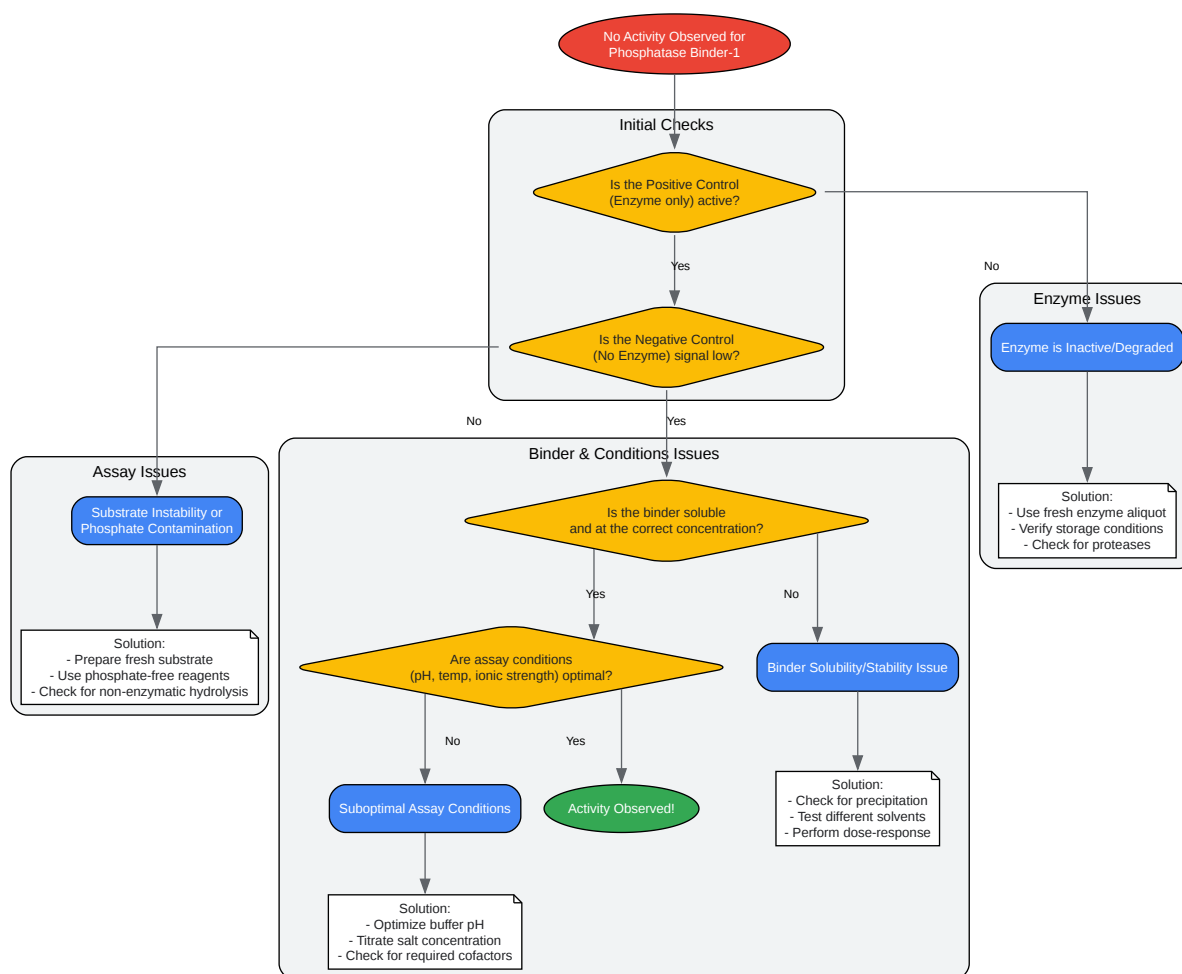 No Activity Observed for
Phosphatase Binder-1
Initial Checks
Is the Positive Control
(Enzyme only) active?
Yes
No
Is the Negative Control
(No Enzyme) signal low?
No
Yes
Enzyme Issues
Enzyme is Inactive/Degraded
Solution:
- Use fresh enzyme aliquot
- Verify storage conditions
- Check for proteases
Assay Issues
Substrate Instability or
Phosphate Contamination
Solution:
- Prepare fresh substrate
- Use phosphate-free reagents
- Check for non-enzymatic hydrolysis
Binder & Conditions Issues
Is the binder soluble
and at the correct concentration?
Yes
No
Are assay conditions
(pH, temp, ionic strength) optimal?
Binder Solubility/Stability Issue
No
Yes
Suboptimal Assay Conditions
Activity Observed!
Solution:
- Check for precipitation
- Test different solvents
- Perform dose-response
Solution:
- Optimize buffer pH
- Titrate salt concentration
- Check for required cofactors